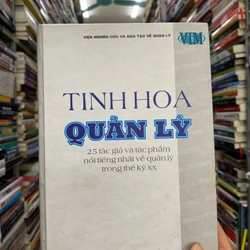 VIỆN NGHIÊN CỨU VÀ ĐÀO TẠO VỀ QUẢN LÝ
VIM
TINH HOA
QUẢN LÝ
25 tác giả và tác phẩm
nổi tiếng nhất về quản lý
trong thế kỷ XX